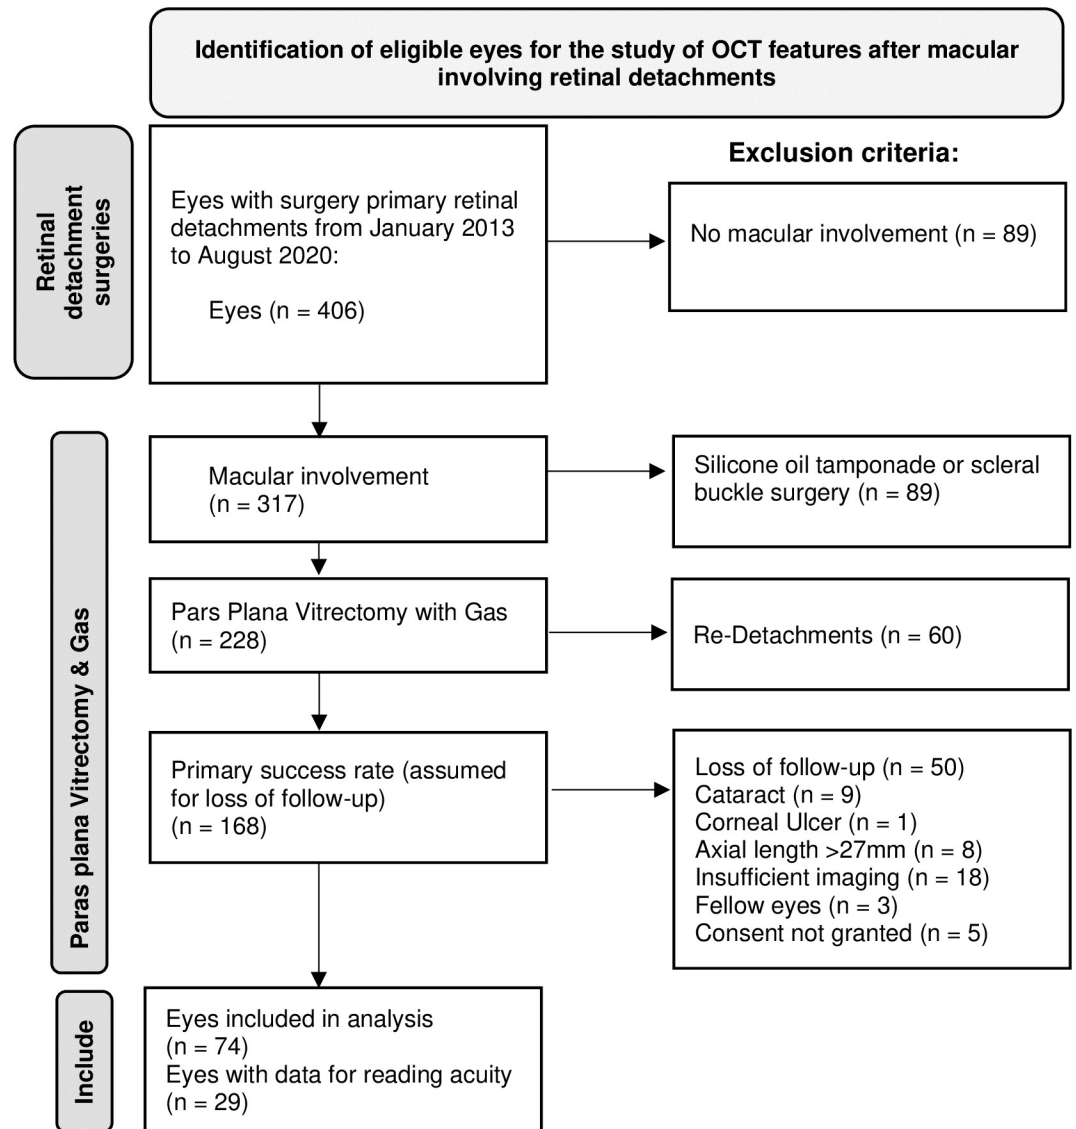 Identification of eligible eyes for the study of OCT features after macular
involving retinal detachments
Retinal
detachment
surgeries
Eyes with surgery primary retinal
detachments from January 2013
to August 2020:
Eyes (n = 406)
Exclusion criteria:
No macular involvement (n = 89)
Paras plana Vitrectomy & Gas
Macular involvement
(n = 317)
Silicone oil tamponade or scleral
buckle surgery (n = 89)
Pars Plana Vitrectomy with Gas
(n = 228)
Re-Detachments (n = 60)
Primary success rate (assumed
for loss of follow-up)
(n = 168)
Loss of follow-up (n = 50)
Cataract (n = 9)
Corneal Ulcer (n = 1)
Axial length >27mm (n = 8)
Insufficient imaging (n = 18)
Fellow eyes (n = 3)
Consent not granted (n = 5)
Include
Eyes included in analysis
(n = 74)
Eyes with data for reading acuity
(n = 29)